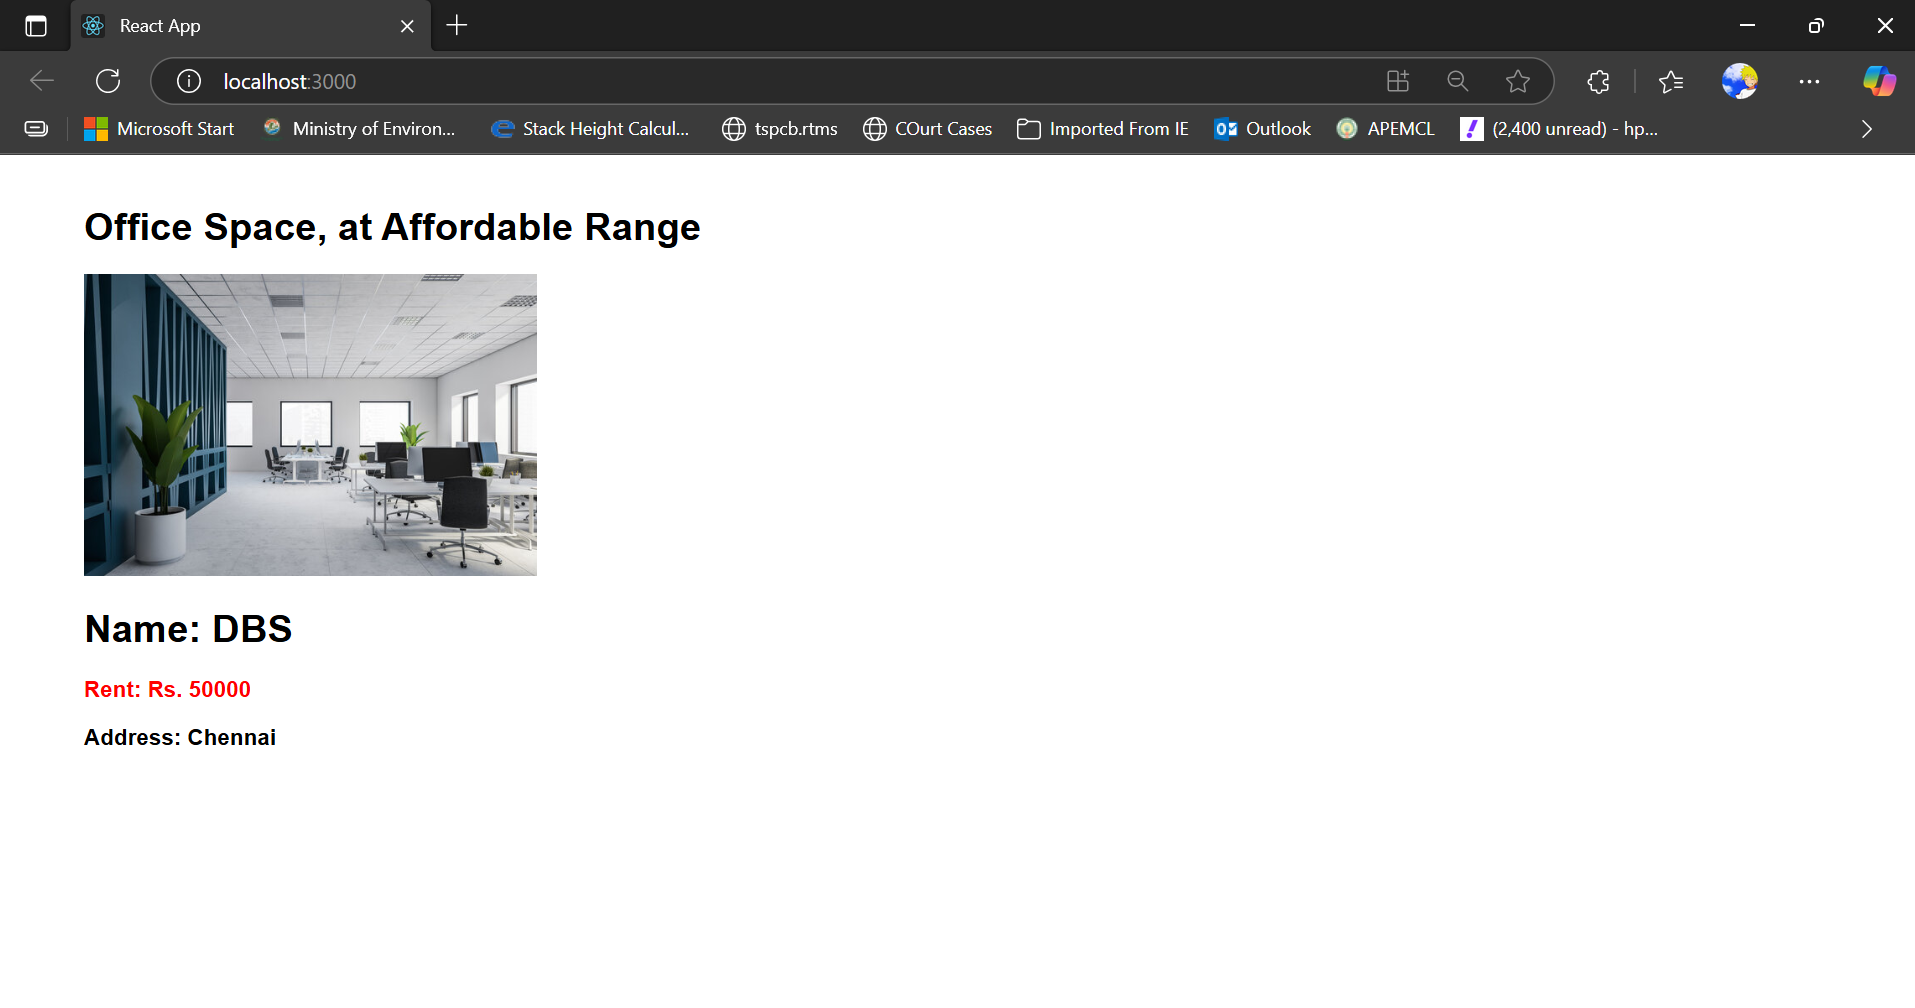 React App
localhost:3000
Microsoft Start
Ministry of Environ...
Stack Height Calcul...
tspcb.rtms
COurt Cases
Imported From IE
Outlook
APEMCL
(2,400 unread) - hp...
Office Space, at Affordable Range
Name: DBS
Rent: Rs. 50000
Address: Chennai